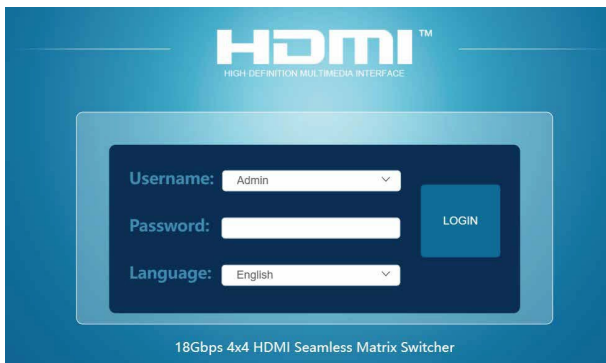 HDMI™
HIGH-DEFINITION MULTIMEDIA INTERFACE
Username: Admin
Password:
LOGIN
Language: English
18Gbps 4x4 HDMI Seamless Matrix Switcher